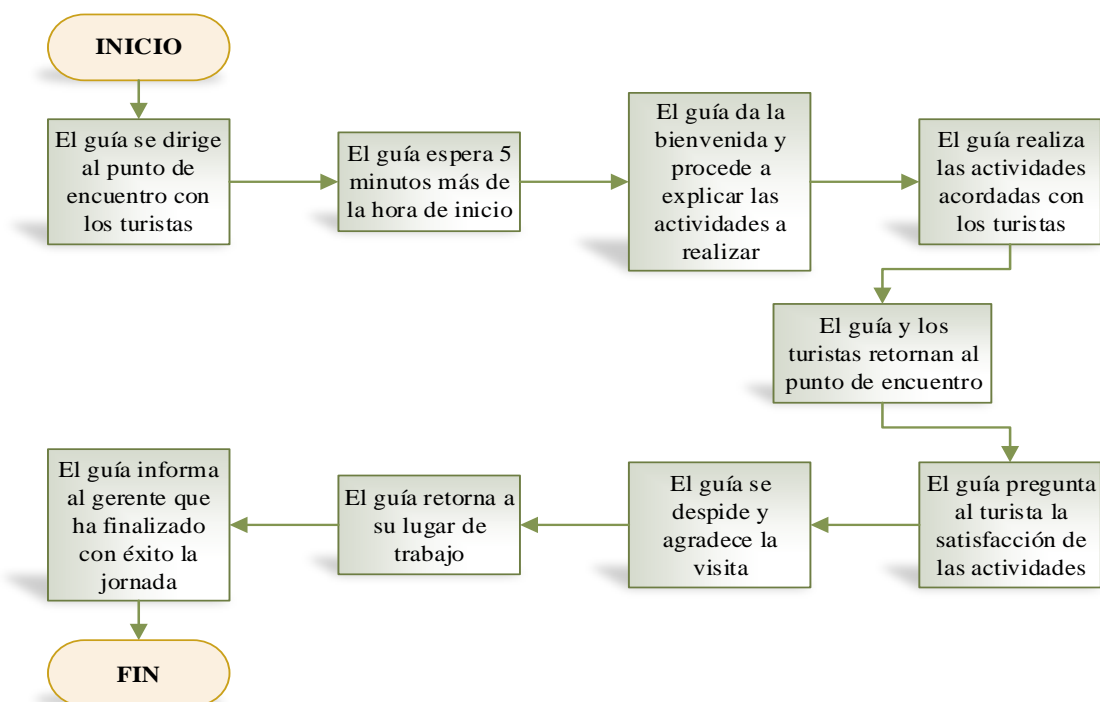 INICIO
El guía se dirige
al punto de
encuentro con
los turistas
El guía espera 5
minutos más de
la hora de inicio
El guía da la
bienvenida y
procede a
explicar las
actividades a
realizar
El guía realiza
las actividades
acordadas con
los turistas
El guía y los
turistas retornan al
punto de encuentro
El guía pregunta
al turista la
satisfacción de
las actividades
El guía se
despide y
agradece la
visita
El guía retorna a
su lugar de
trabajo
El guía informa
al gerente que
ha finalizado
con éxito la
jornada
FIN